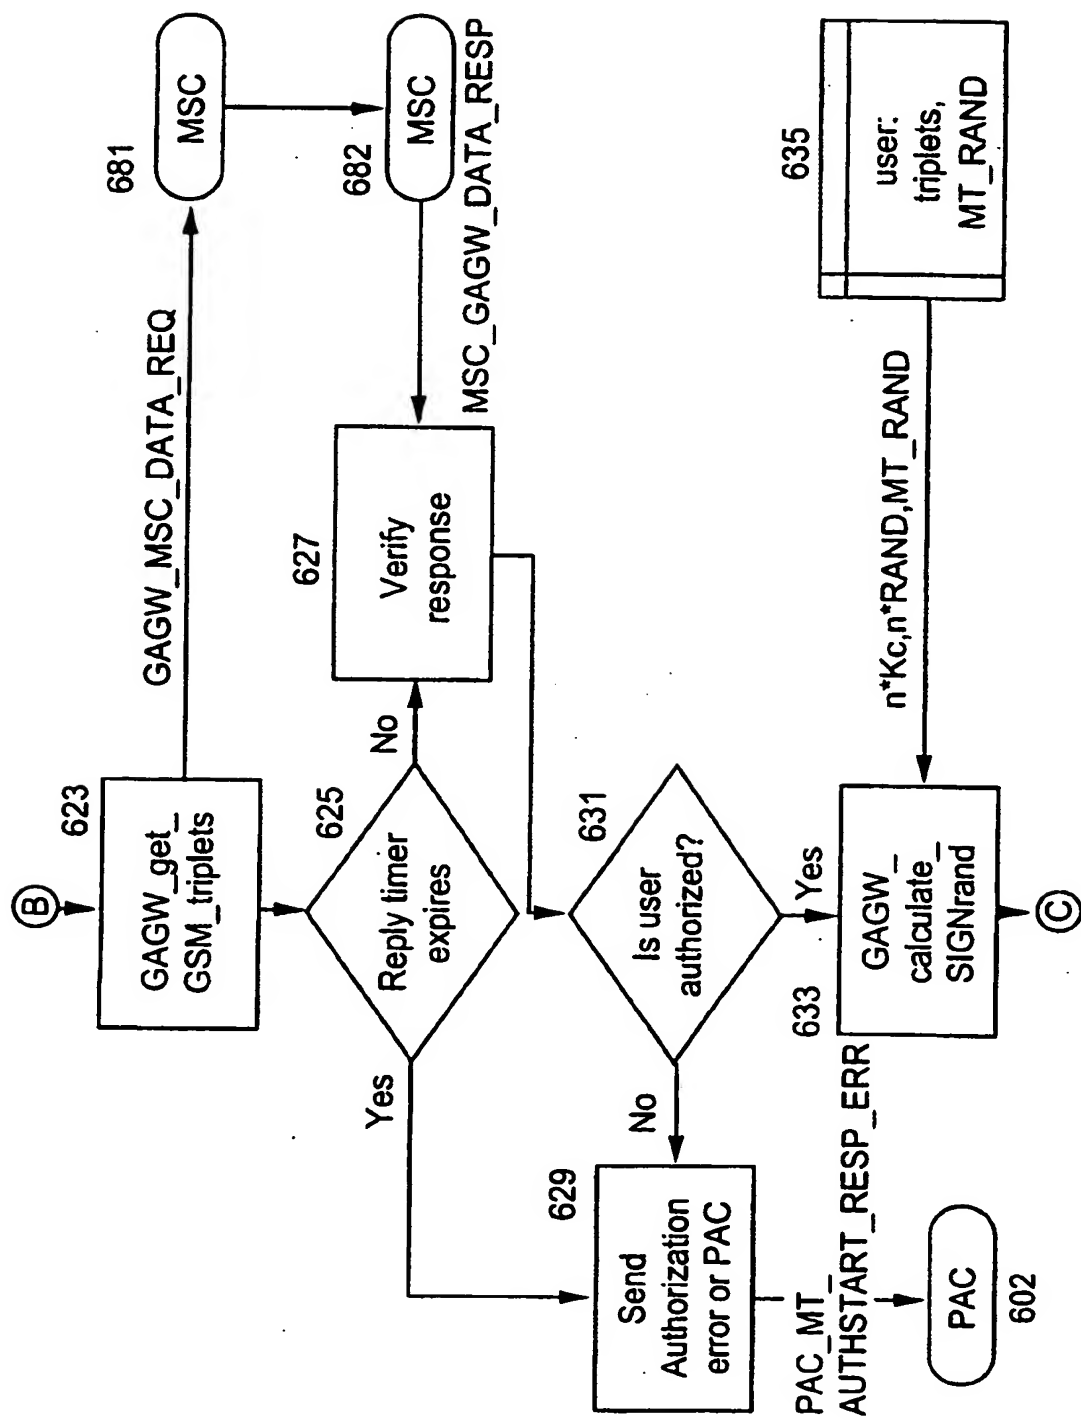 B
623
GAGW_get_
GSM_triplets
GAGW_MSC_DATA_REQ
681
MSC
682
MSC
MSC_GAGW_DATA_RESP
625
Reply timer
expires
No
Yes
627
Verify
response
631
Is user
authorized?
No
Yes
629
Send
Authorization
error or PAC
PAC_MT_
AUTHSTART_RESP_ERR
PAC
602
633
GAGW_
calculate_
SIGNrand
n*Kc,n*RAND,MT_RAND
635
user:
triplets,
MT_RAND
C